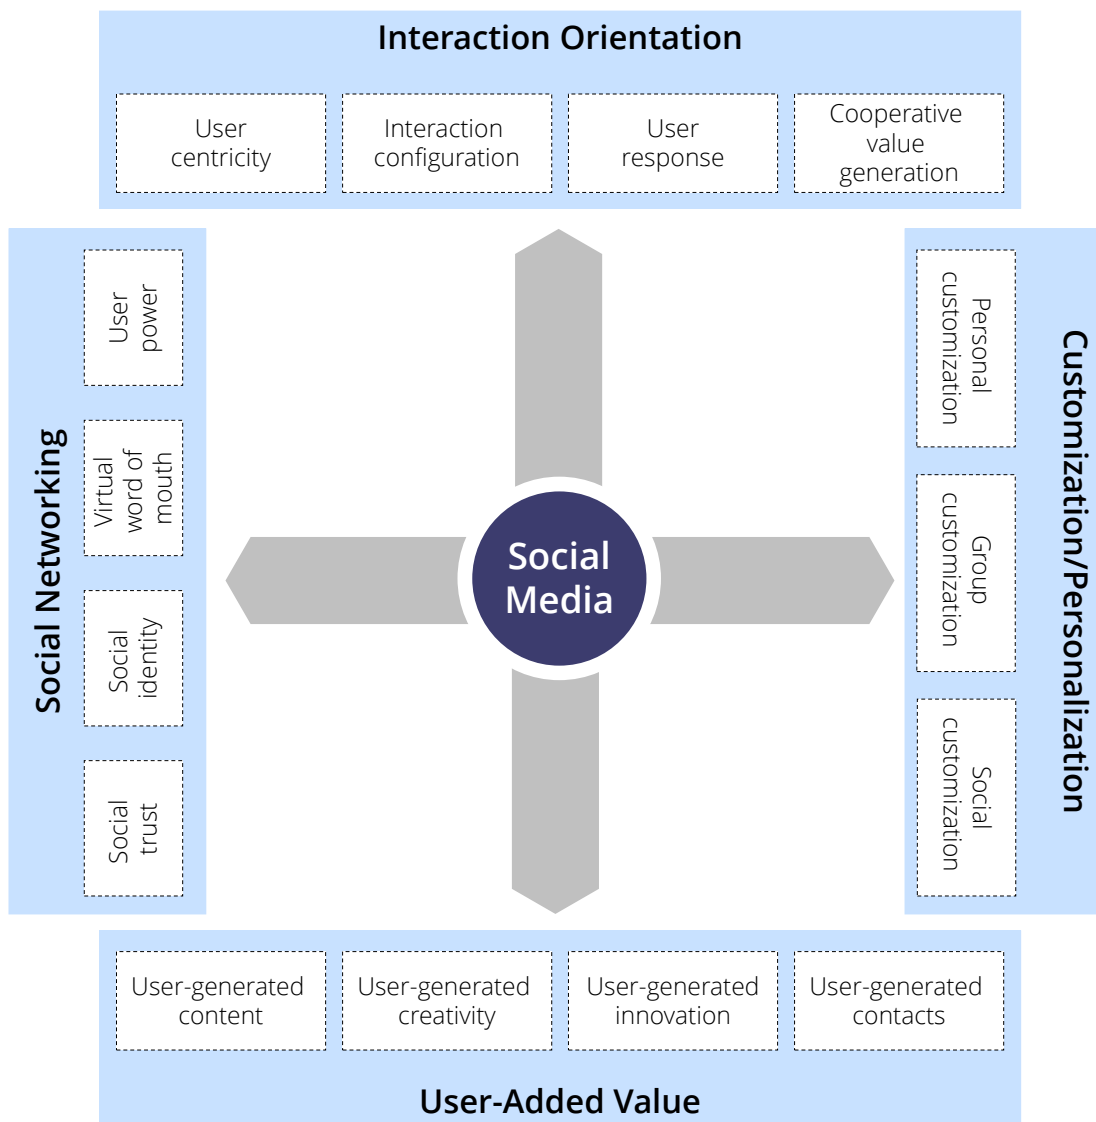 Interaction Orientation
User
centricity
Interaction
configuration
User
response
Cooperative
value
generation
Social Networking
User
power
Virtual
word of
mouth
Social
identity
Social
trust
Social
Media
Customization/Personalization
Personal
customization
Group
customization
Social
customization
User-generated
content
User-generated
creativity
User-generated
innovation
User-generated
contacts
User-Added Value